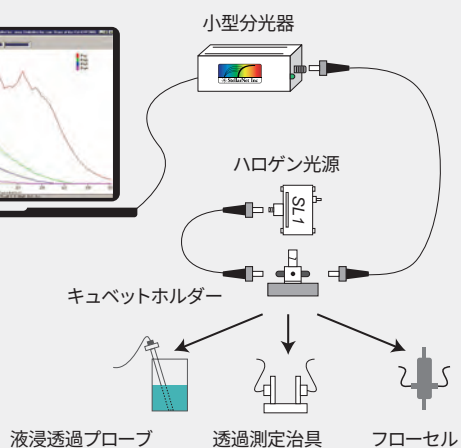 小型分光器
StellarNet Inc
ハロゲン光源
SL1
キュベットホルダー
液浸透過プローブ
透過測定治具
フローセル